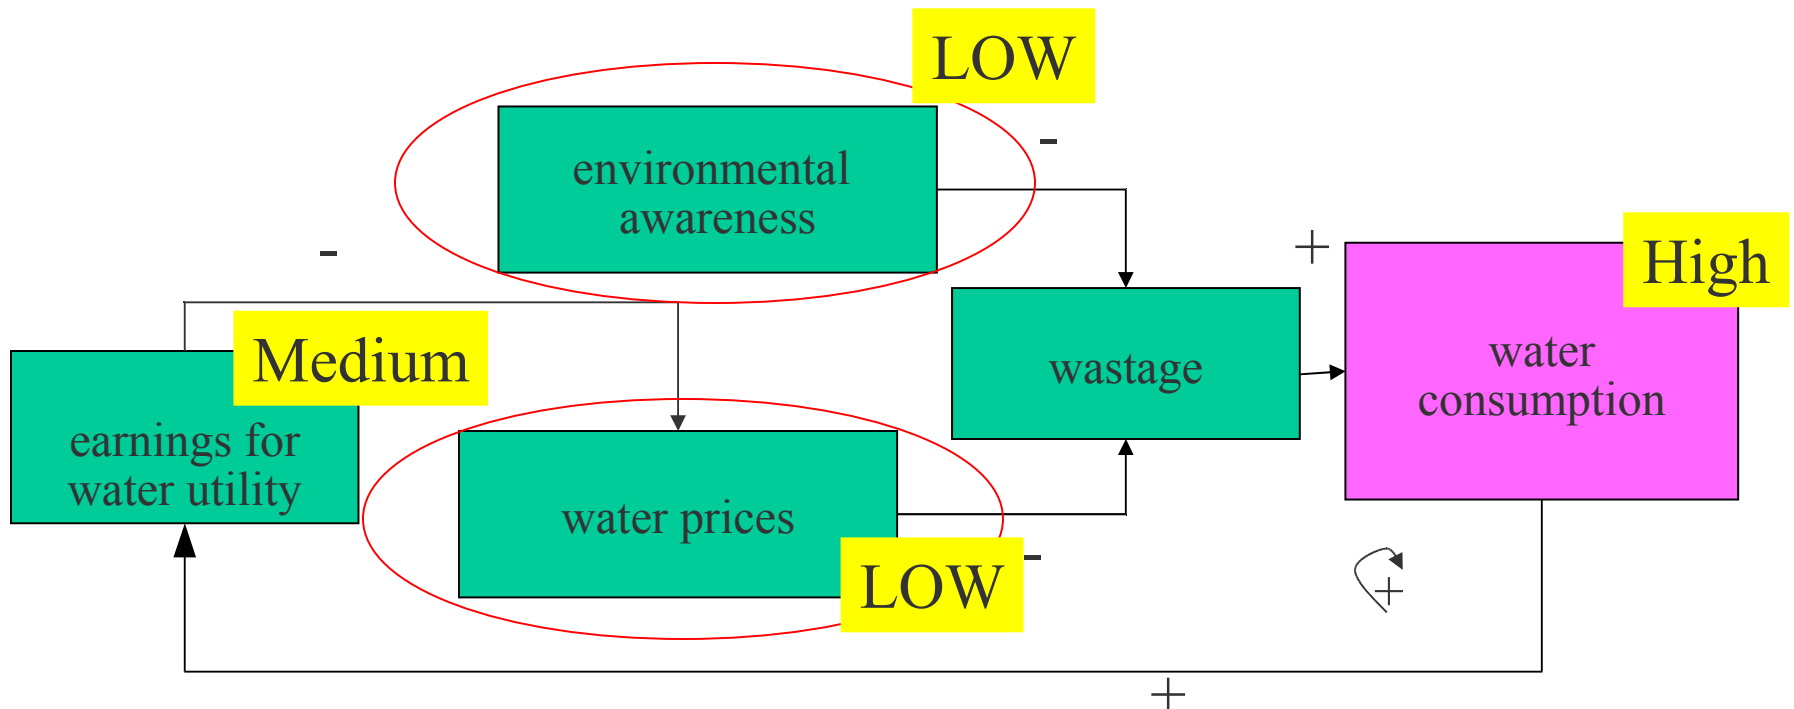 LOW
environmental
awareness
-
-
+
High
Medium
earnings for
water utility
wastage
water
consumption
water prices
LOW
-
+
+